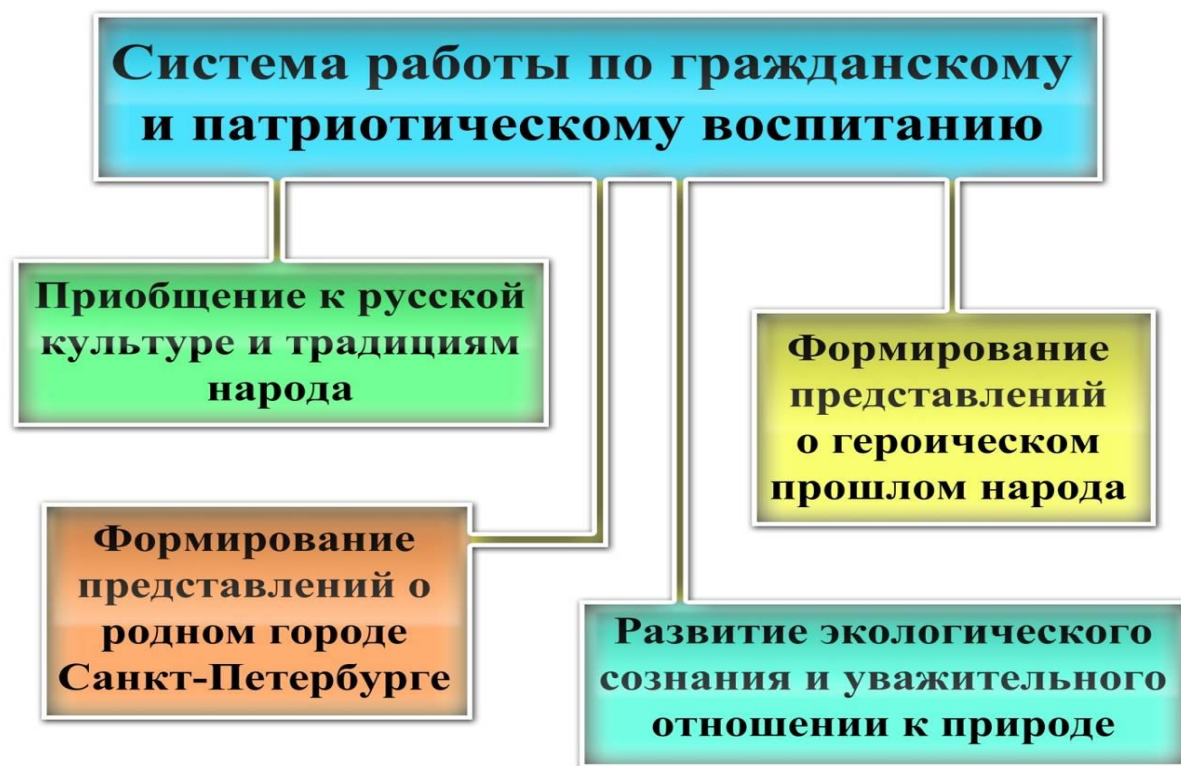 Система работы по гражданскому
и патриотическому воспитанию
Приобщение к русской
культуре и традициям
народа
Формирование
представлений
о героическом
прошлом народа
Формирование
представлений о
родном городе
Санкт-Петербурге
Развитие экологического
сознания и уважительного
отношении к природе